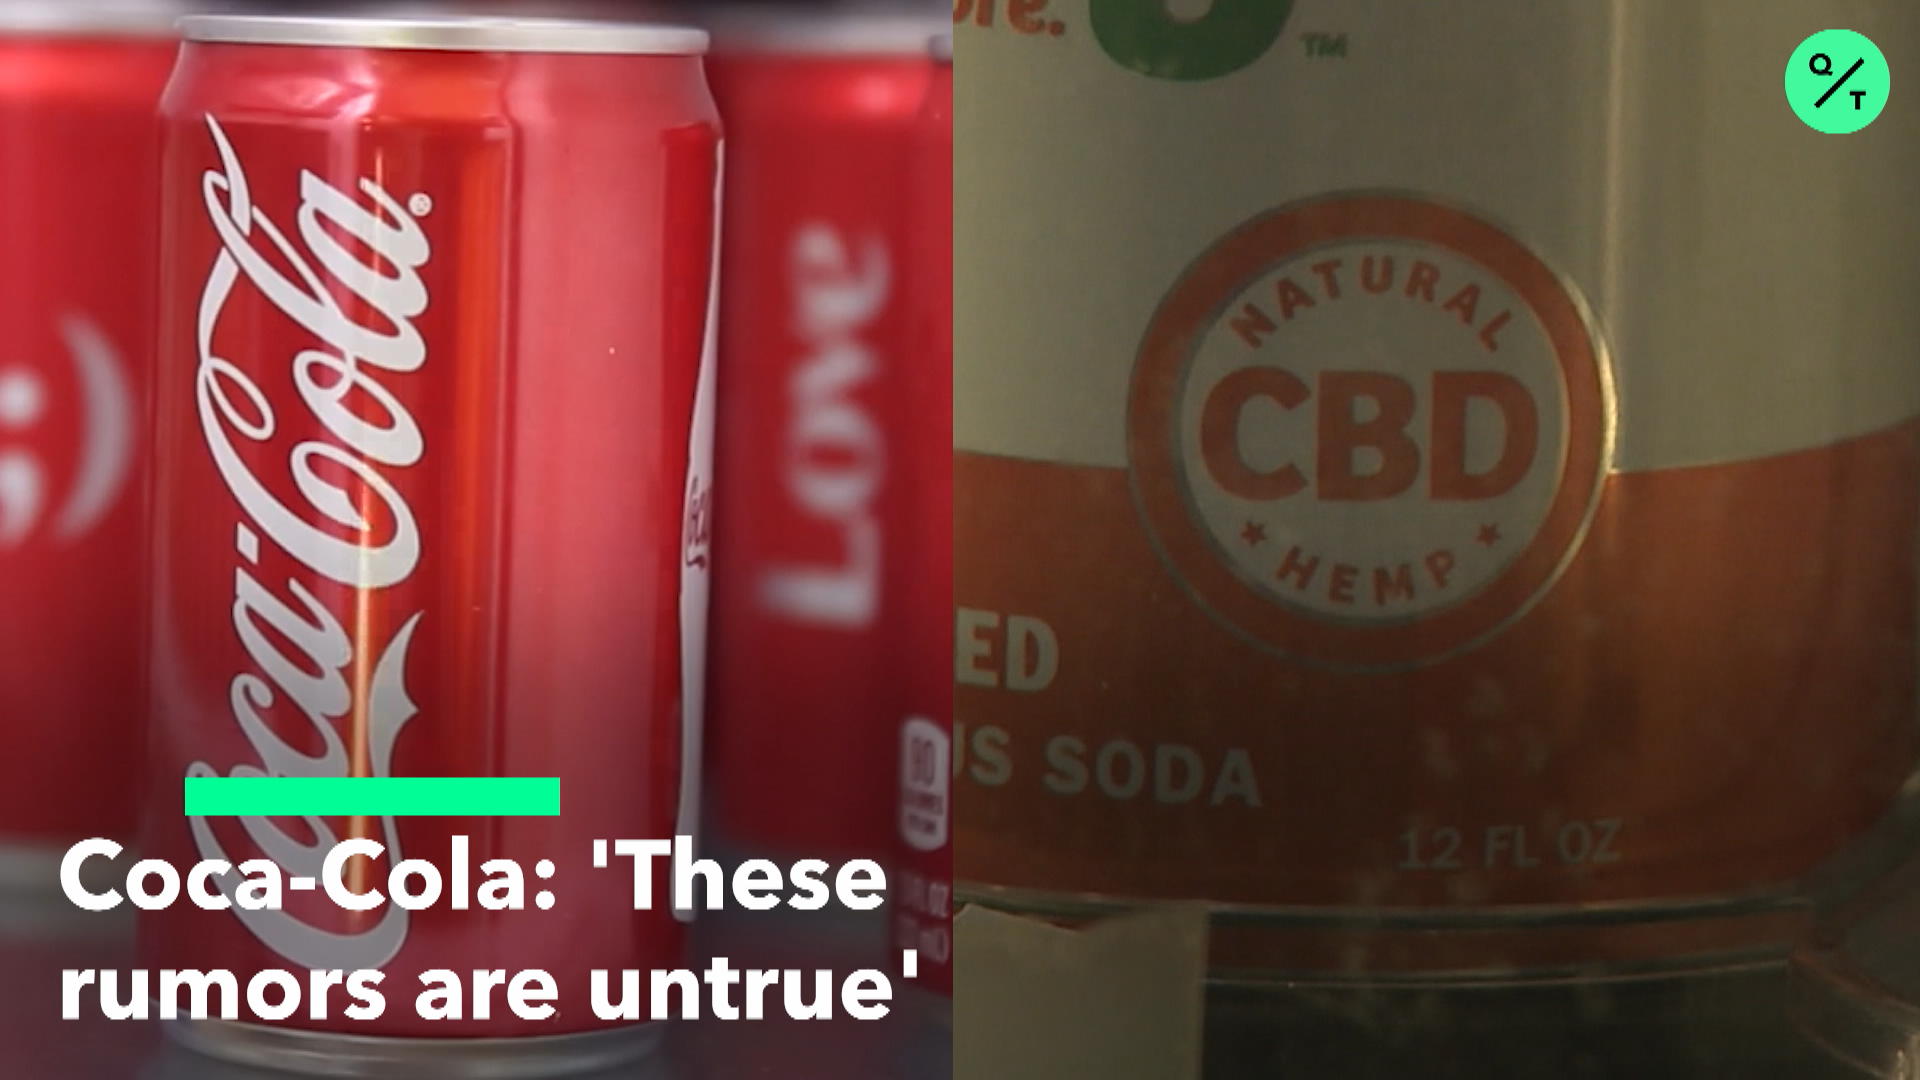 Coca-Cola
Love
:)
™
NATURAL
CBD
HEMP
ED
US SODA
12 FL OZ
Q
T
Coca-Cola: 'These
rumors are untrue'